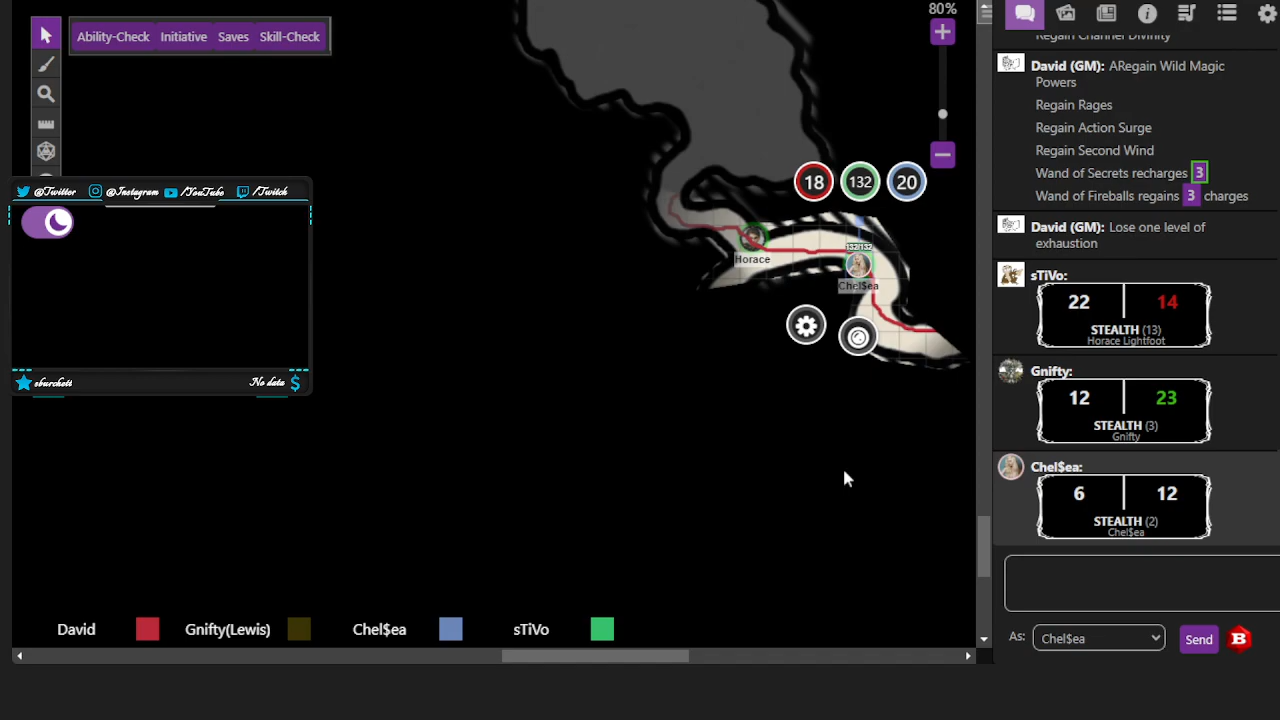 80%
Ability-Check Initiative Saves Skill-Check
@Twitter @Instagram /YouTube /Twitch
sburchett
No data $
18 132 20
132/132
Horace
Chel$ea
David Gnifty(Lewis) Chel$ea sTiVo
Regain Channel Divinity
David (GM): ARegain Wild Magic
Powers
Regain Rages
Regain Action Surge
Regain Second Wind
Wand of Secrets recharges 3
Wand of Fireballs regains 3 charges
David (GM): Lose one level of
exhaustion
sTiVo:
22 14
STEALTH (13)
Horace Lightfoot
Gnifty:
12 23
STEALTH (3)
Gnifty
Chel$ea:
6 12
STEALTH (2)
Chel$ea
As: Chel$ea Send B